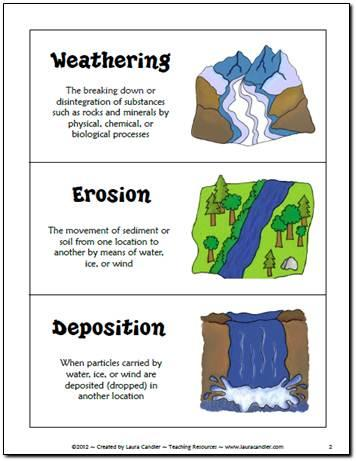 Weathering
The breaking down or
disintegration of substances
such as rocks and minerals by
physical, chemical, or
biological processes
Erosion
The movement of sediment or
soil from one location to
another by means of water,
ice, or wind
Deposition
When particles carried by
water, ice, or wind are
deposited (dropped) in
another location
©2012 ~ Created by Laura Candler ~ Teaching Resources ~ www.lauracandler.com
2